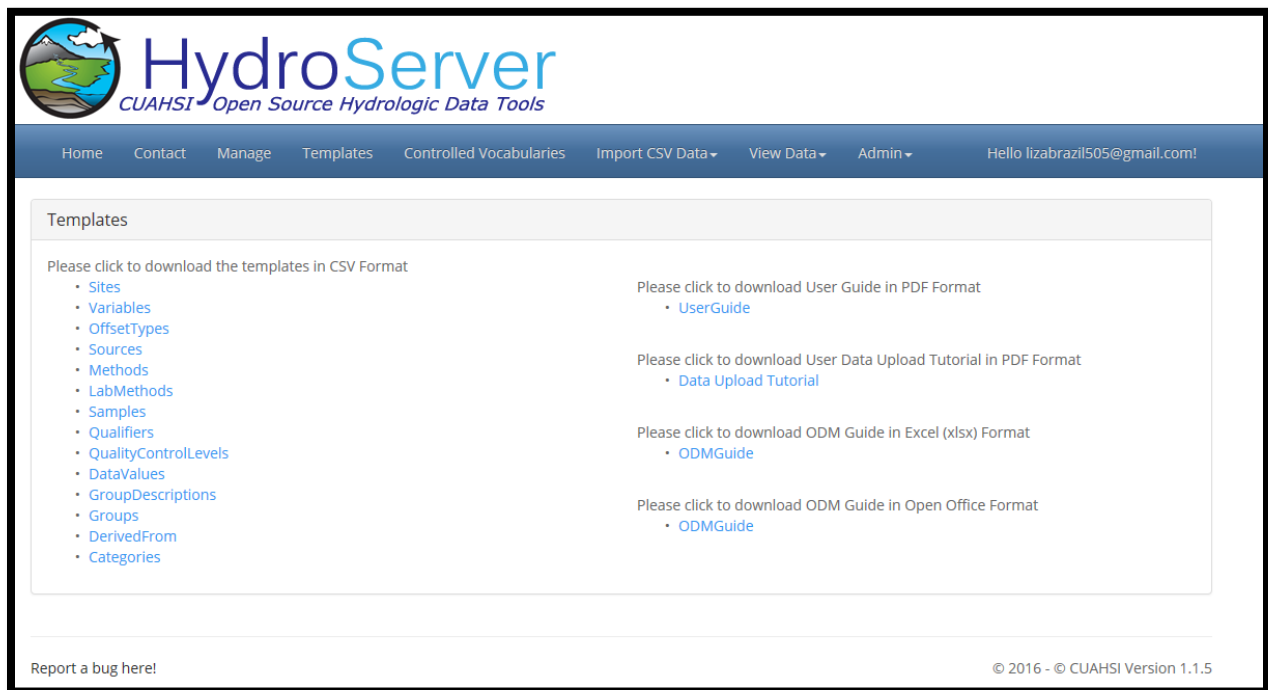 HydroServer
CUAHSI Open Source Hydrologic Data Tools
Home Contact Manage Templates Controlled Vocabularies Import CSV Data View Data Admin Hello lizabrazil505@gmail.com!
Templates
Please click to download the templates in CSV Format
• Sites
• Variables
• OffsetTypes
• Sources
• Methods
• LabMethods
• Samples
• Qualifiers
• QualityControlLevels
• DataValues
• GroupDescriptions
• Groups
• DerivedFrom
• Categories
Please click to download User Guide in PDF Format
• UserGuide
Please click to download User Data Upload Tutorial in PDF Format
• Data Upload Tutorial
Please click to download ODM Guide in Excel (xlsx) Format
• ODMGuide
Please click to download ODM Guide in Open Office Format
• ODMGuide
Report a bug here!
© 2016 - © CUAHSI Version 1.1.5